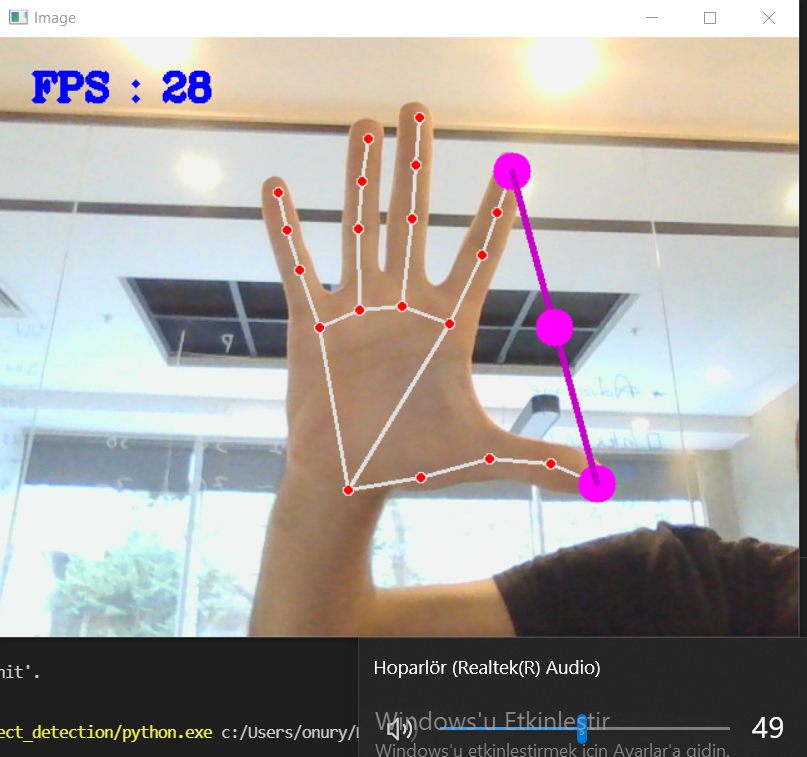 Image
FPS : 28
nit'.
Hoparlör (Realtek(R) Audio)
Windows'u Etkinleştir
49
ect_detection/python.exe c:/Users/onury/
Windows'u etkinleştirmek için Ayarlar'a gidin.